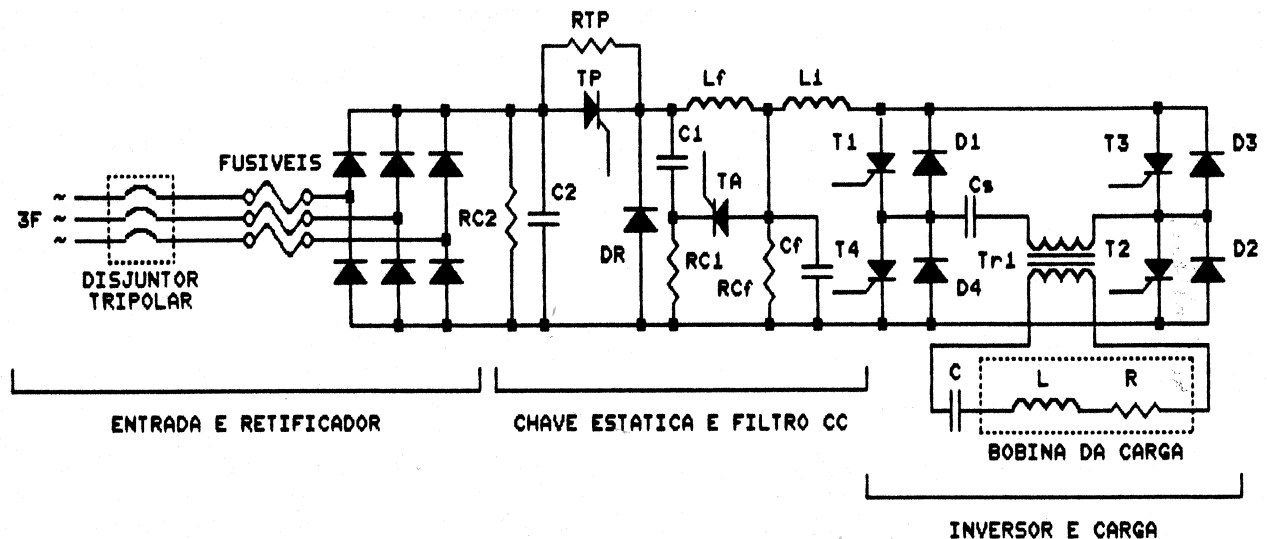 RTP
TP
Lf
Li
C1
T1
D1
T3
D3
FUSIVEIS
TA
Cs
~
3F
~
RC2
C2
DR
RC1
Cf
RCf
T4
D4
Tr1
T2
D2
DISJUNTOR
TRIPOLAR
C
L
R
BOBINA DA CARGA
ENTRADA E RETIFICADOR
CHAVE ESTATICA E FILTRO CC
INVERSOR E CARGA